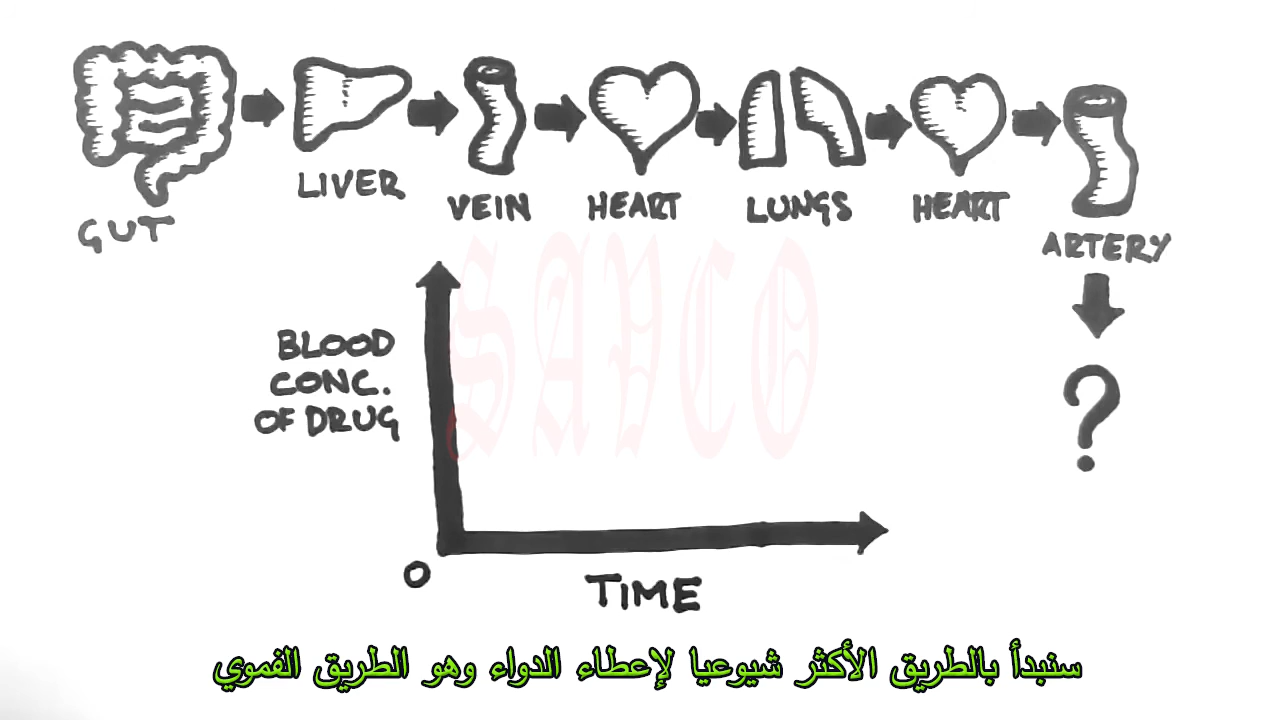 GUT
LIVER
VEIN
HEART
LUNGS
HEART
ARTERY
?
BLOOD
CONC.
OF DRUG
SAVCO
O
TIME
سنبدأ بالطريق الأكثر شيوعيا لإعطاء الدواء وهو الطريق الفموي